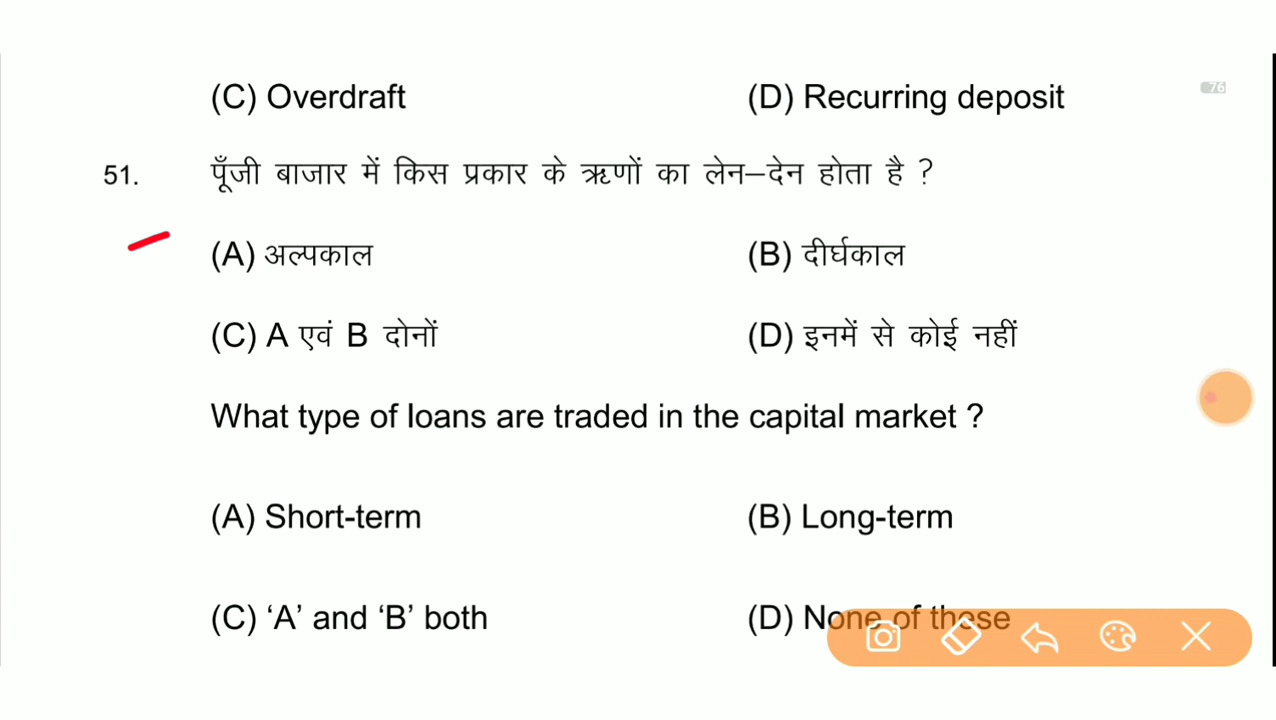 (C) Overdraft (D) Recurring deposit
76
51. पूँजी बाजार में किस प्रकार के ऋणों का लेन–देन होता है ?
(A) अल्पकाल (B) दीर्घकाल
(C) A एवं B दोनों (D) इनमें से कोई नहीं
What type of loans are traded in the capital market ?
(A) Short-term (B) Long-term
(C) ‘A’ and ‘B’ both (D) None of these